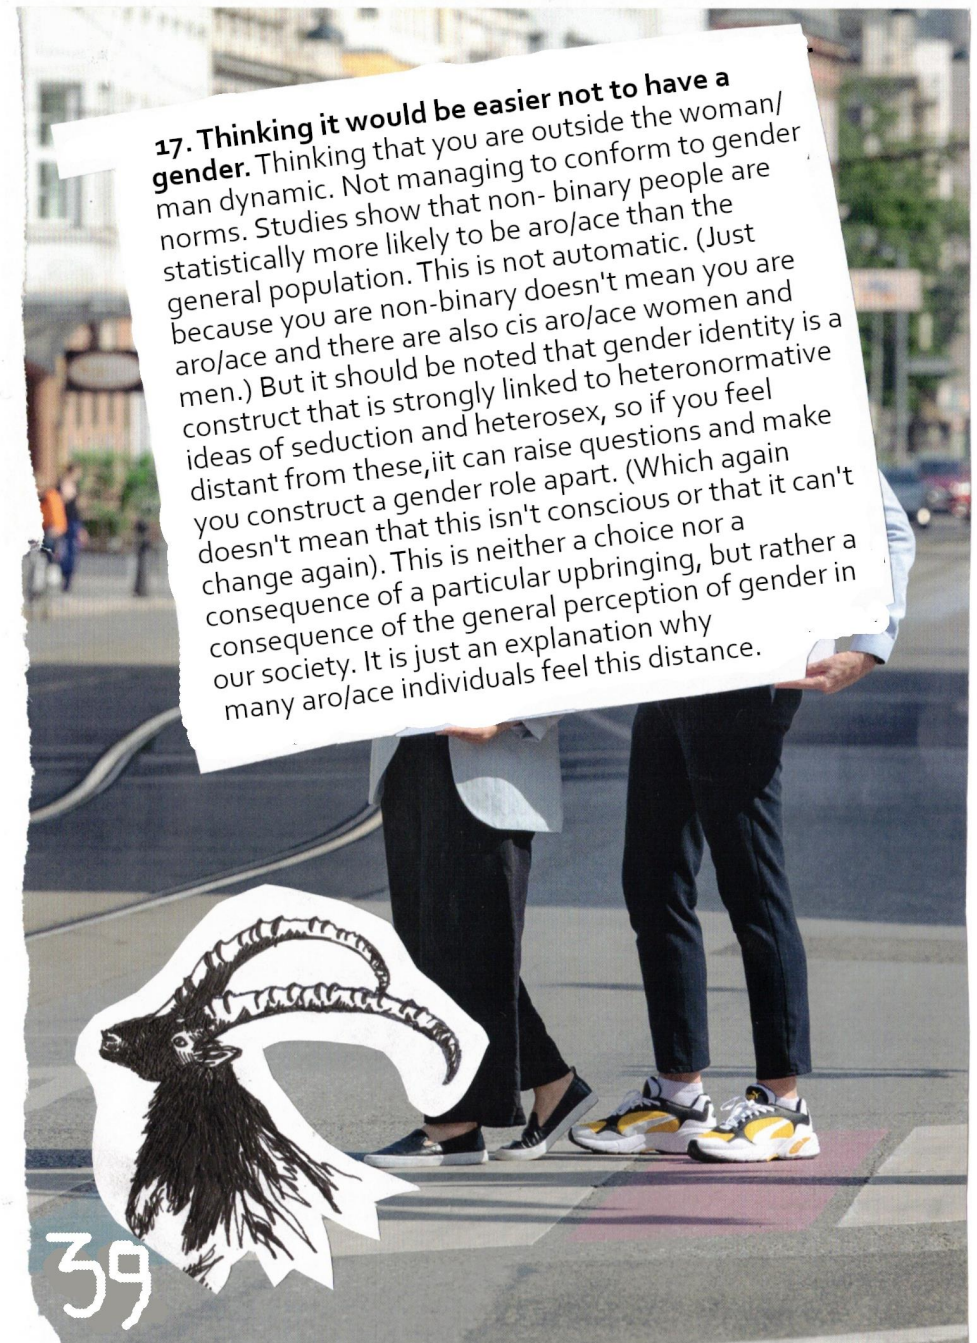 17. Thinking it would be easier not to have a
gender. Thinking that you are outside the woman/
man dynamic. Not managing to conform to gender
norms. Studies show that non- binary people are
statistically more likely to be aro/ace than the
general population. This is not automatic. (Just
because you are non-binary doesn't mean you are
aro/ace and there are also cis aro/ace women and
men.) But it should be noted that gender identity is a
construct that is strongly linked to heteronormative
ideas of seduction and heterosex, so if you feel
distant from these,iit can raise questions and make
you construct a gender role apart. (Which again
doesn't mean that this isn't conscious or that it can't
change again). This is neither a choice nor a
consequence of a particular upbringing, but rather a
consequence of the general perception of gender in
our society. It is just an explanation why
many aro/ace individuals feel this distance.
39